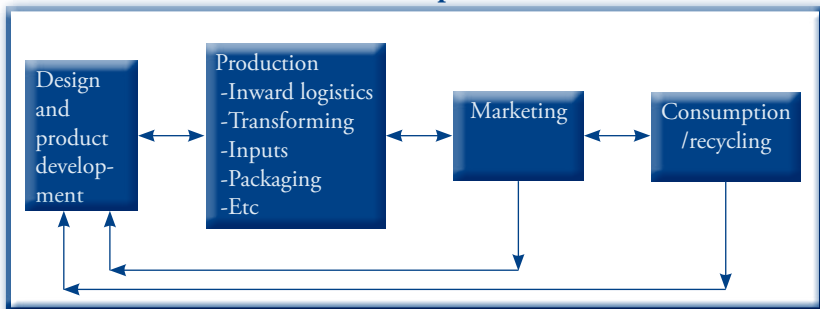 Design
and
product
develop-
ment
Production
-Inward logistics
-Transforming
-Inputs
-Packaging
-Etc
Marketing
Consumption
/recycling